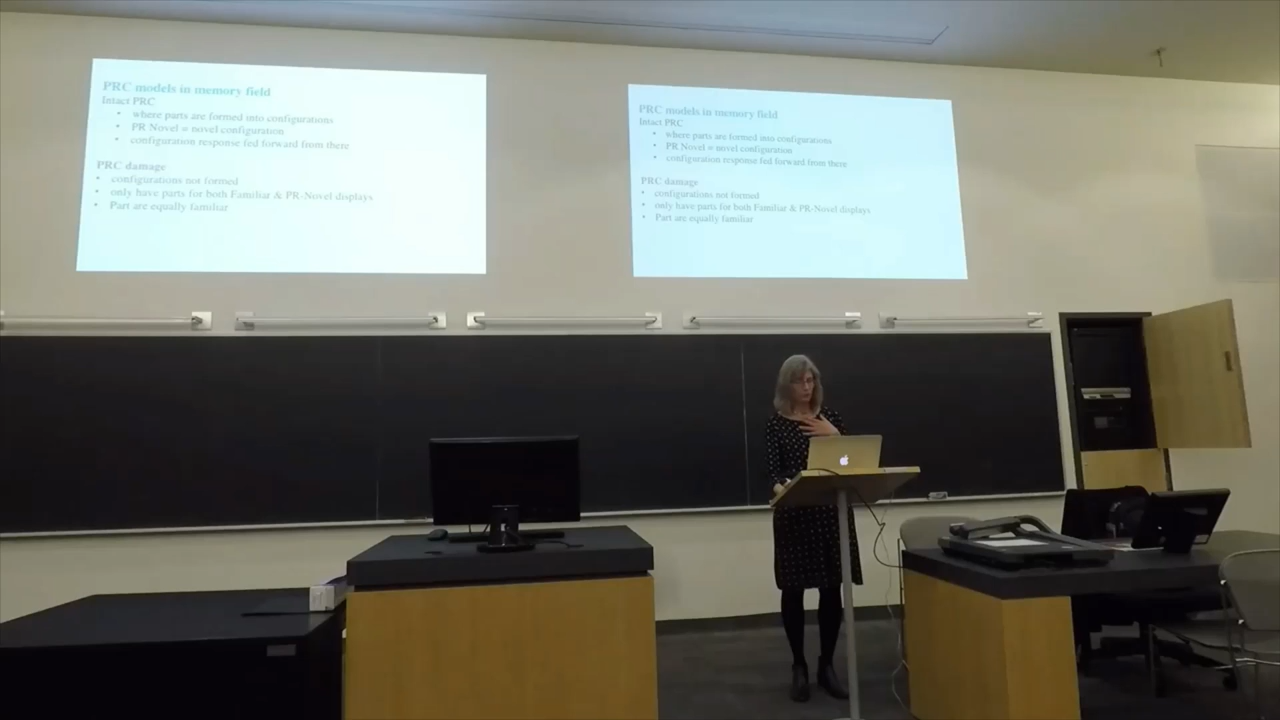 PRC models in memory field
Intact PRC
• where parts are formed into configurations
• PR Novel = novel configuration
• configuration response fed forward from there
PRC damage
• configurations not formed
• only have parts for both Familiar & PR-Novel displays
• Part are equally familiar
PRC models in memory field
Intact PRC
• where parts are formed into configurations
• PR Novel = novel configuration
• configuration response fed forward from there
PRC damage
• configurations not formed
• only have parts for both Familiar & PR-Novel displays
• Part are equally familiar